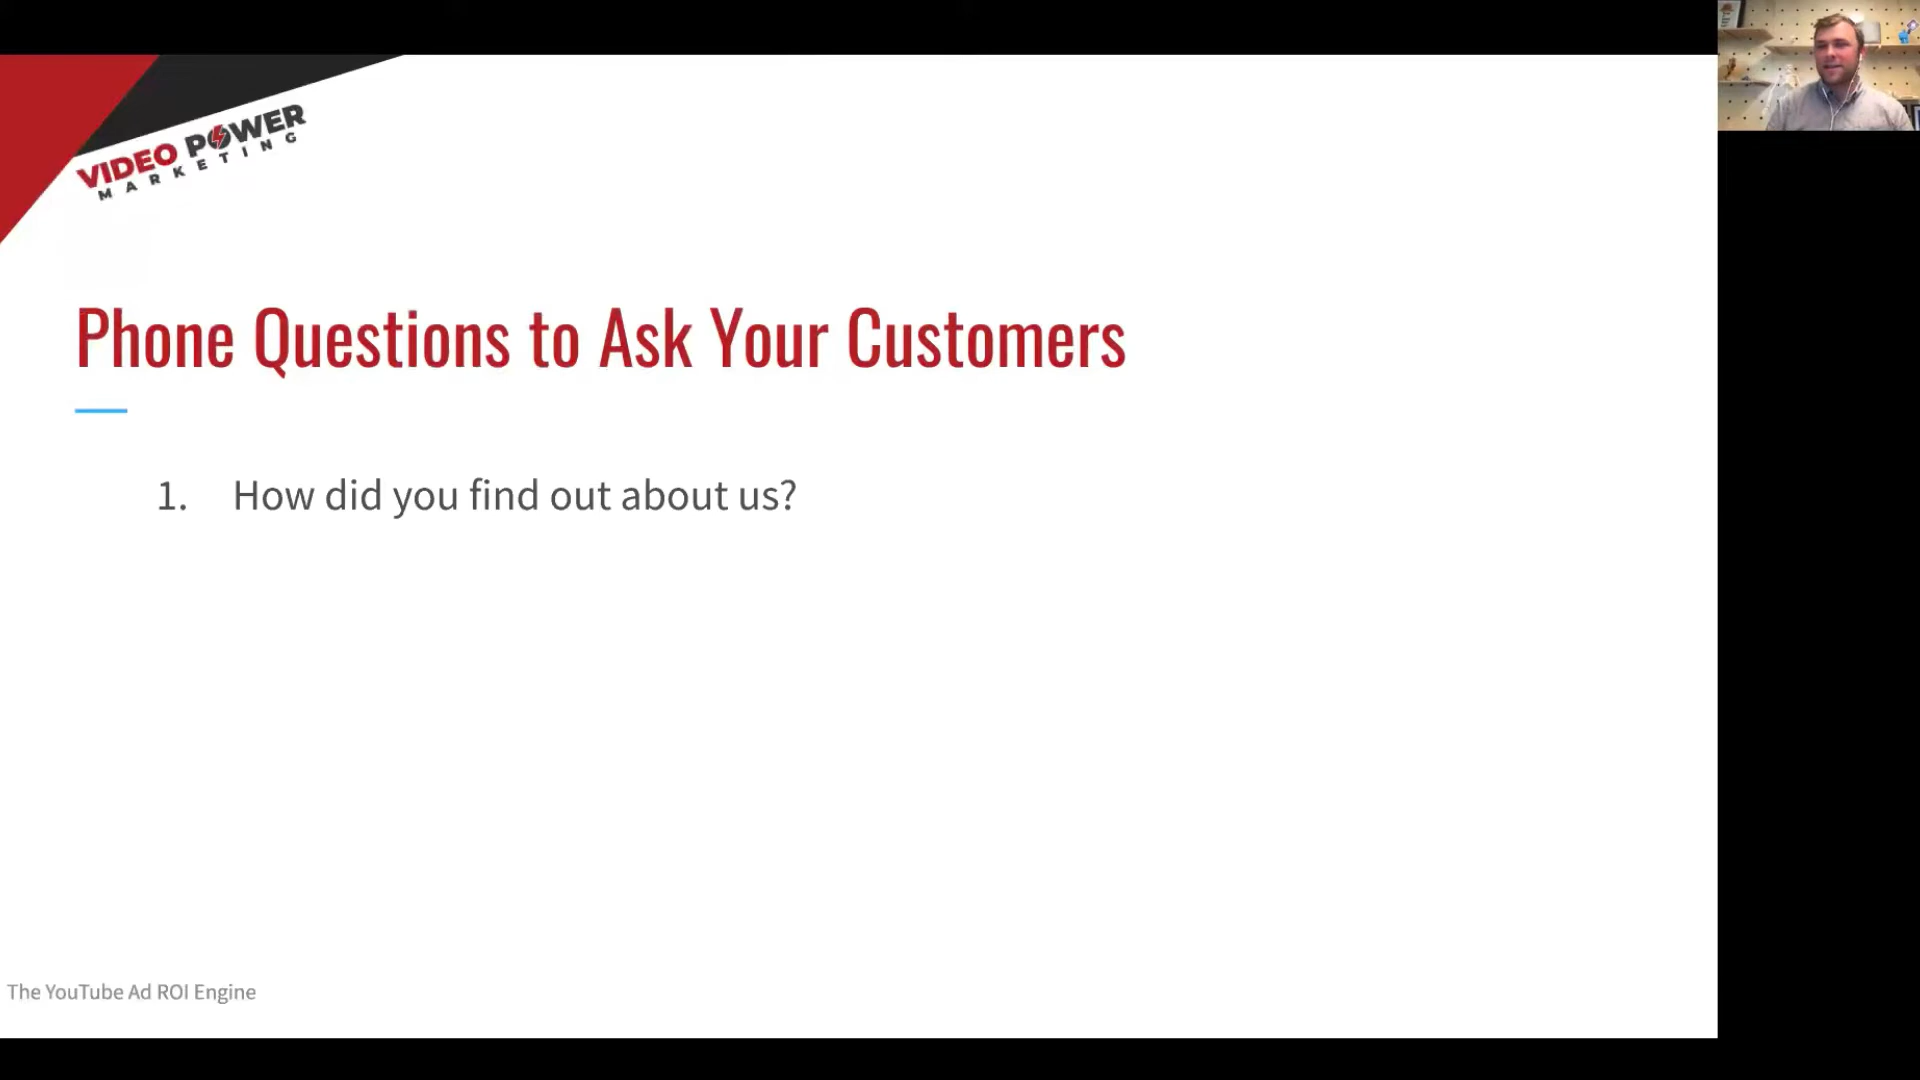 VIDEO POWER
MARKETING
Phone Questions to Ask Your Customers
1. How did you find out about us?
The YouTube Ad ROI Engine